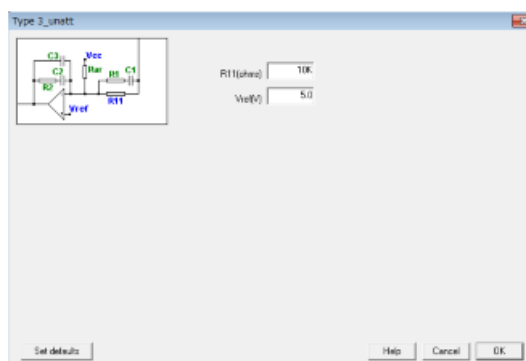 Type 3_unatt
C3
Vcc
C2
Rar
R1
C1
R2
Vref
R11
R11(ohms)
10K
Vref(V)
5.0
Set defaults
Help
Cancel
OK